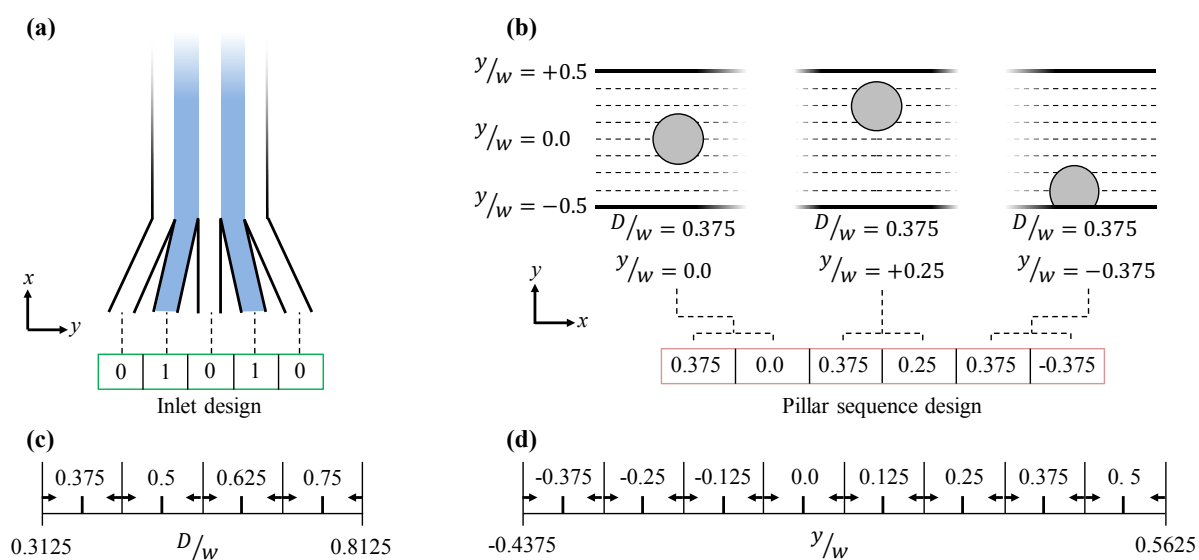 (a)
x
y
0 1 0 1 0
Inlet design
(b)
y/w = +0.5
y/w = 0.0
y/w = −0.5
D/w = 0.375 D/w = 0.375 D/w = 0.375
y/w = 0.0 y/w = +0.25 y/w = −0.375
y
x
0.375 0.0 0.375 0.25 0.375 -0.375
Pillar sequence design
(c)
0.375 0.5 0.625 0.75
0.3125 D/w 0.8125
(d)
-0.375 -0.25 -0.125 0.0 0.125 0.25 0.375 0. 5
-0.4375 y/w 0.5625